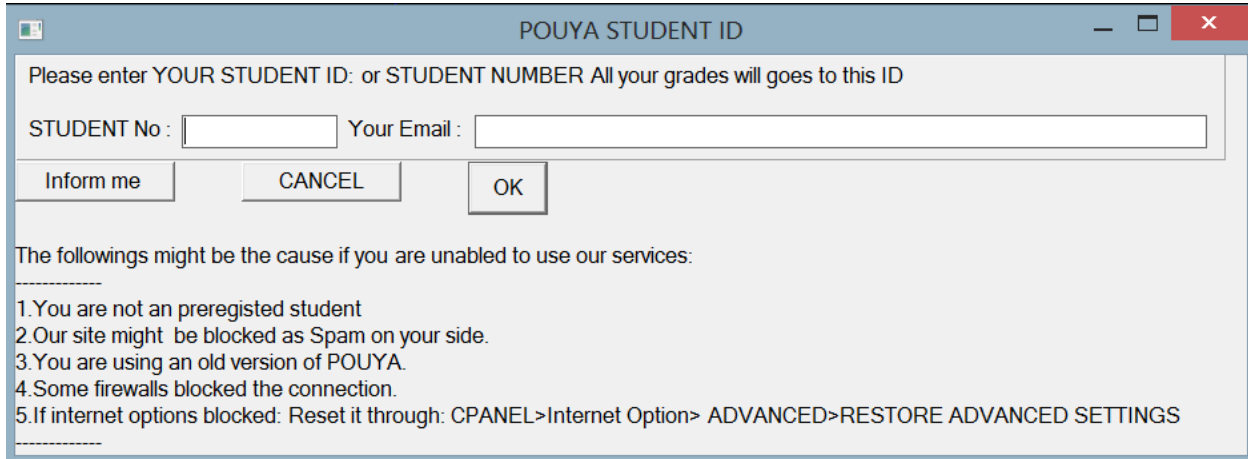 POUYA STUDENT ID
Please enter YOUR STUDENT ID: or STUDENT NUMBER All your grades will goes to this ID
STUDENT No : Your Email :
Inform me CANCEL OK
The followings might be the cause if you are unabled to use our services:
-------------
1.You are not an preregisted student
2.Our site might  be blocked as Spam on your side.
3.You are using an old version of POUYA.
4.Some firewalls blocked the connection.
5.If internet options blocked: Reset it through: CPANEL>Internet Option> ADVANCED>RESTORE ADVANCED SETTINGS
-------------